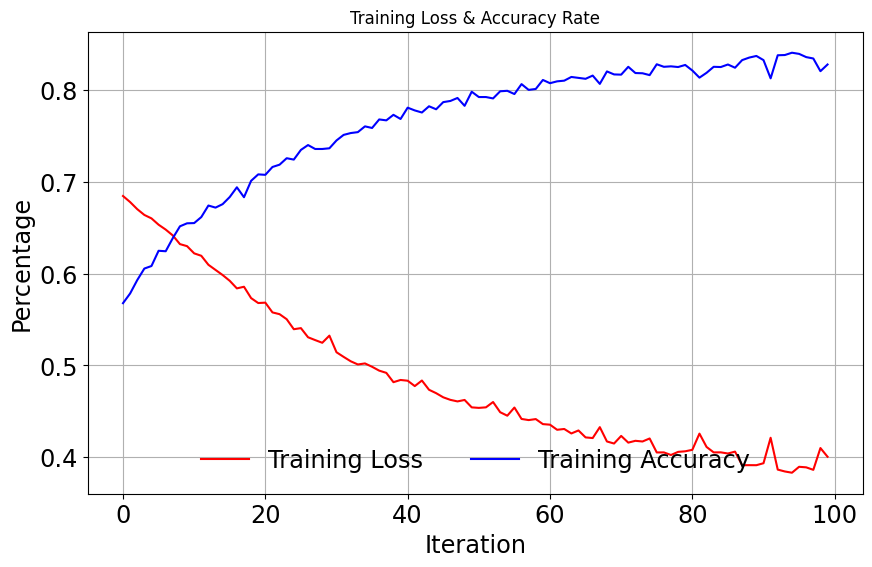 Training Loss & Accuracy Rate
Percentage
0.8
0.7
0.6
0.5
0.4
Training Loss Training Accuracy
0 20 40 60 80 100
Iteration